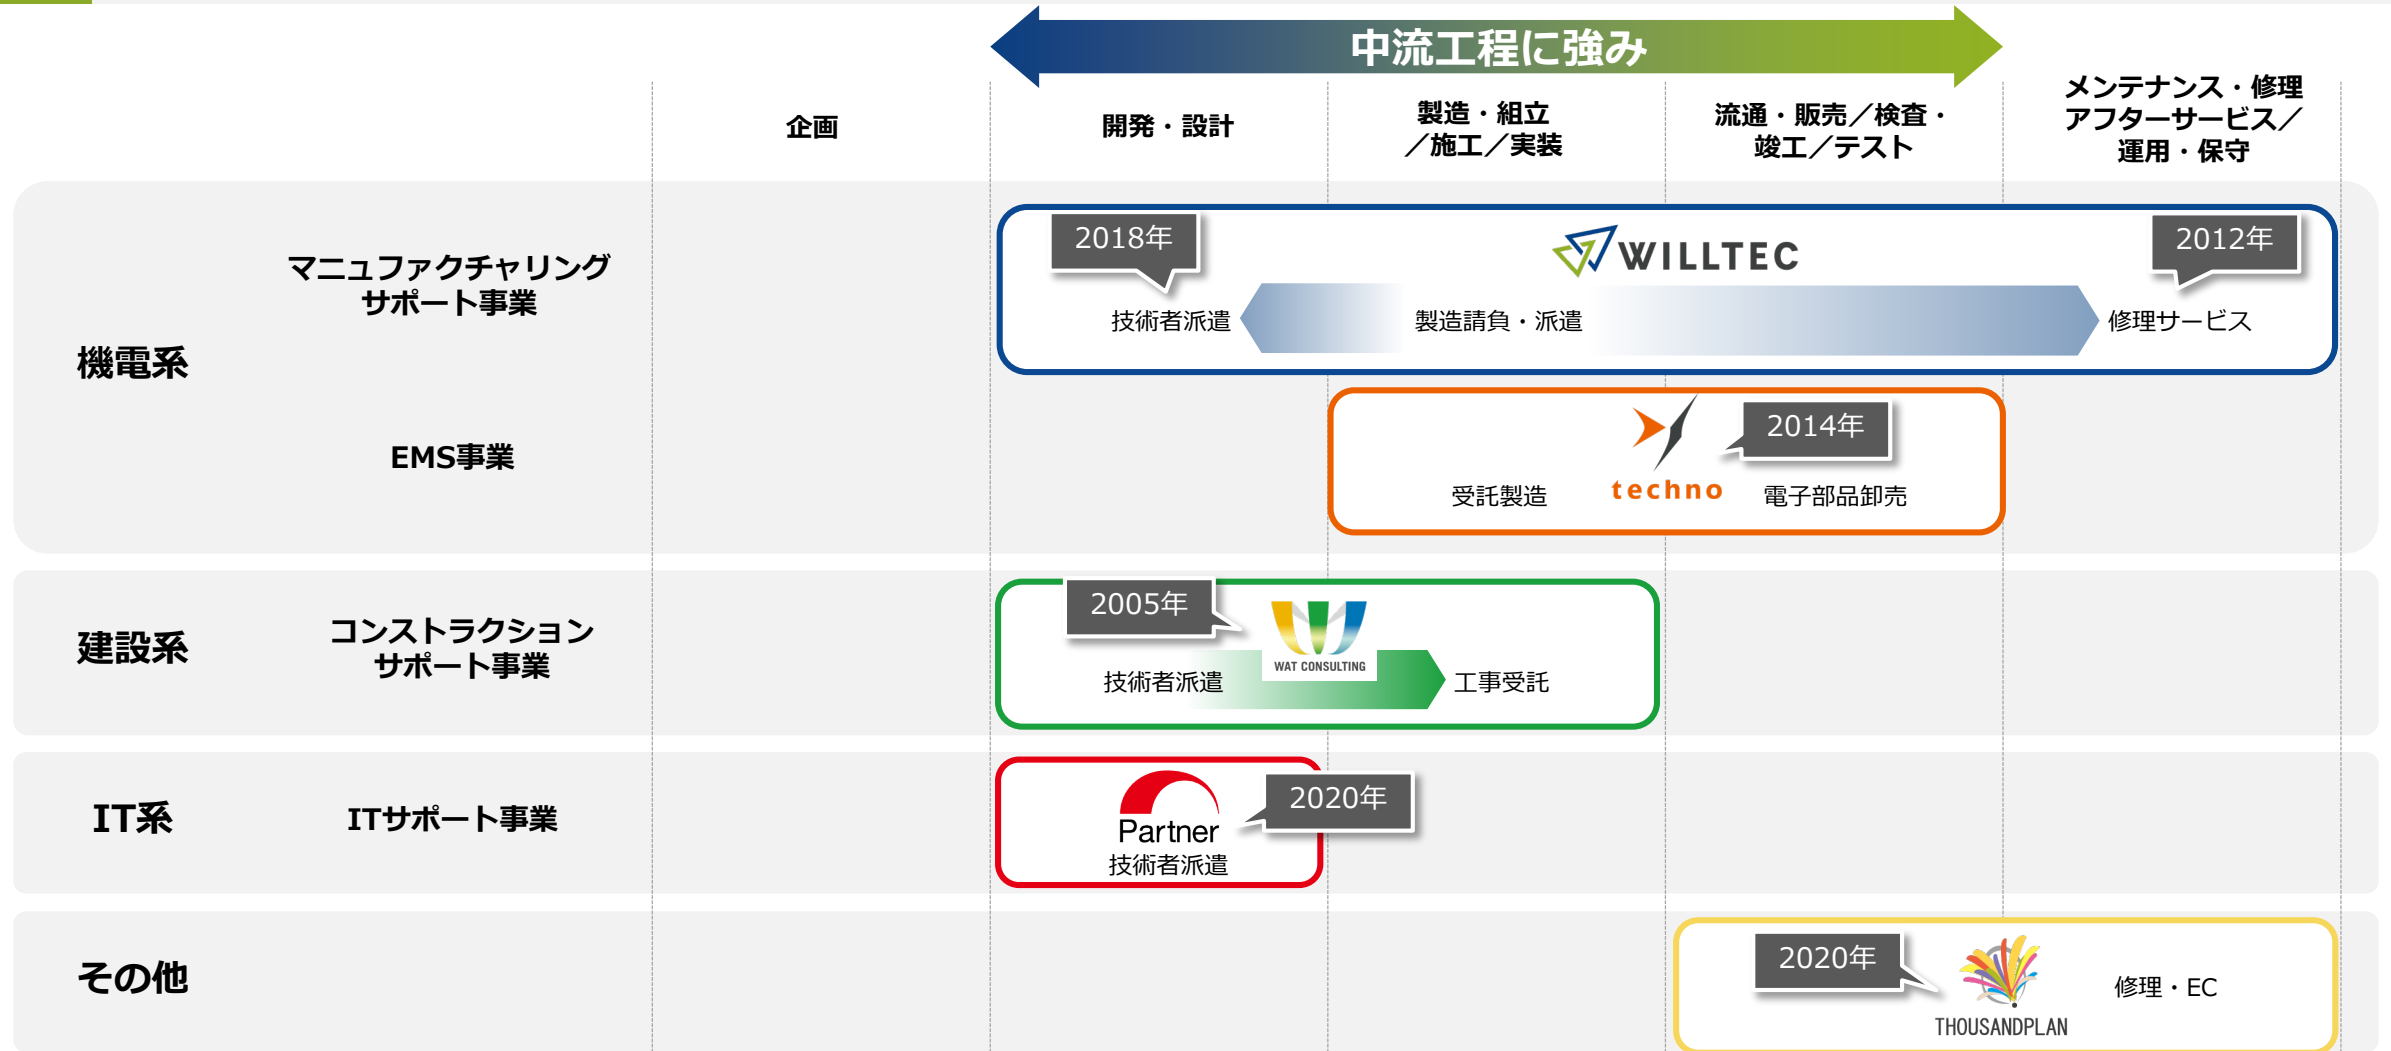 中流工程に強み
企画
開発・設計
製造・組立
／施工／実装
流通・販売／検査・
竣工／テスト
メンテナンス・修理
アフターサービス／
運用・保守
機電系
マニュファクチャリング
サポート事業
2018年
WILLTEC
2012年
技術者派遣
製造請負・派遣
修理サービス
EMS事業
2014年
受託製造
techno
電子部品卸売
建設系
コンストラクション
サポート事業
2005年
WAT CONSULTING
技術者派遣
工事受託
IT系
ITサポート事業
Partner
2020年
技術者派遣
その他
2020年
THOUSANDPLAN
修理・EC